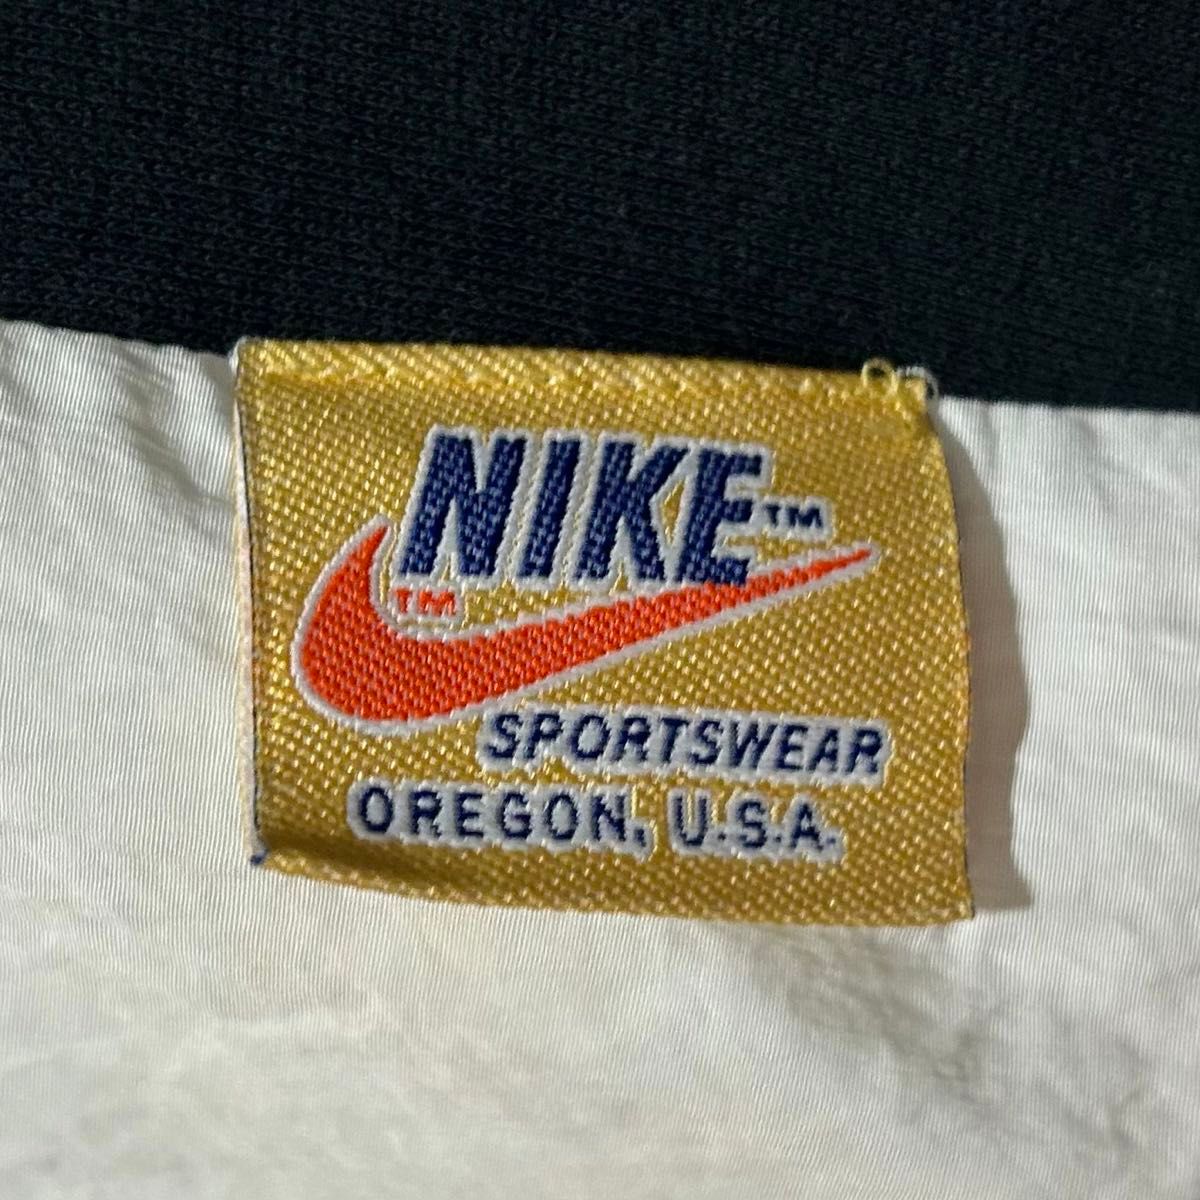 NIKE™
TM
SPORTSWEAR
OREGON, U.S.A.